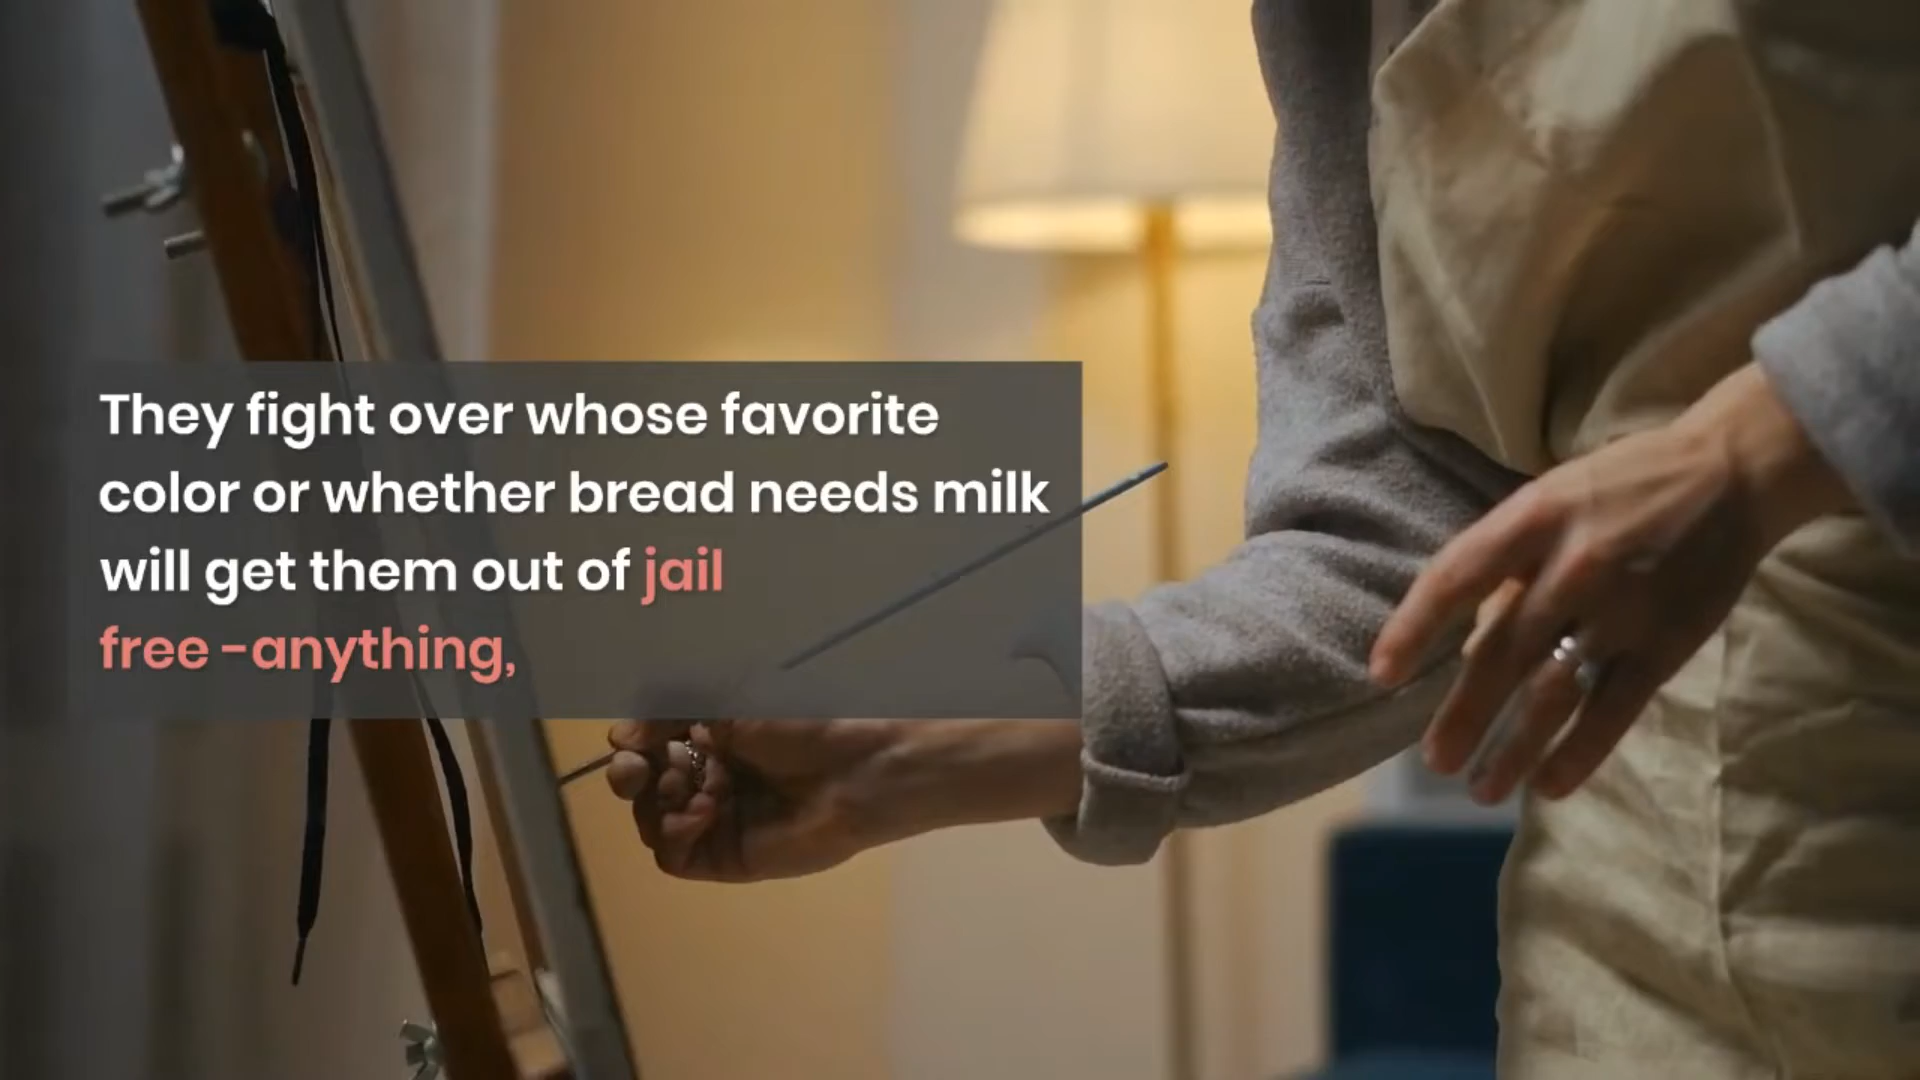 They fight over whose favorite
color or whether bread needs milk
will get them out of jail
free -anything,